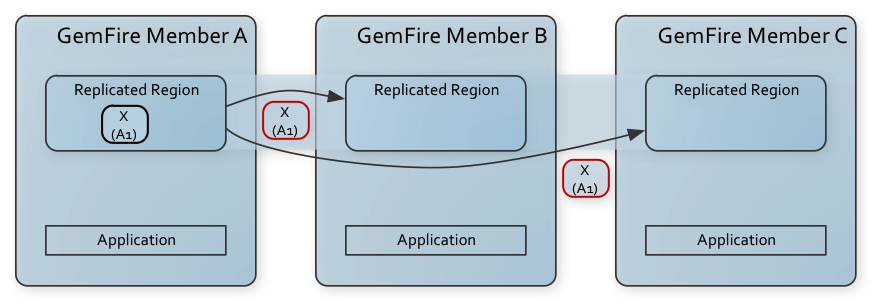 GemFire Member A
GemFire Member B
GemFire Member C
Replicated Region
X
(A1)
X
(A1)
Replicated Region
Replicated Region
X
(A1)
Application
Application
Application